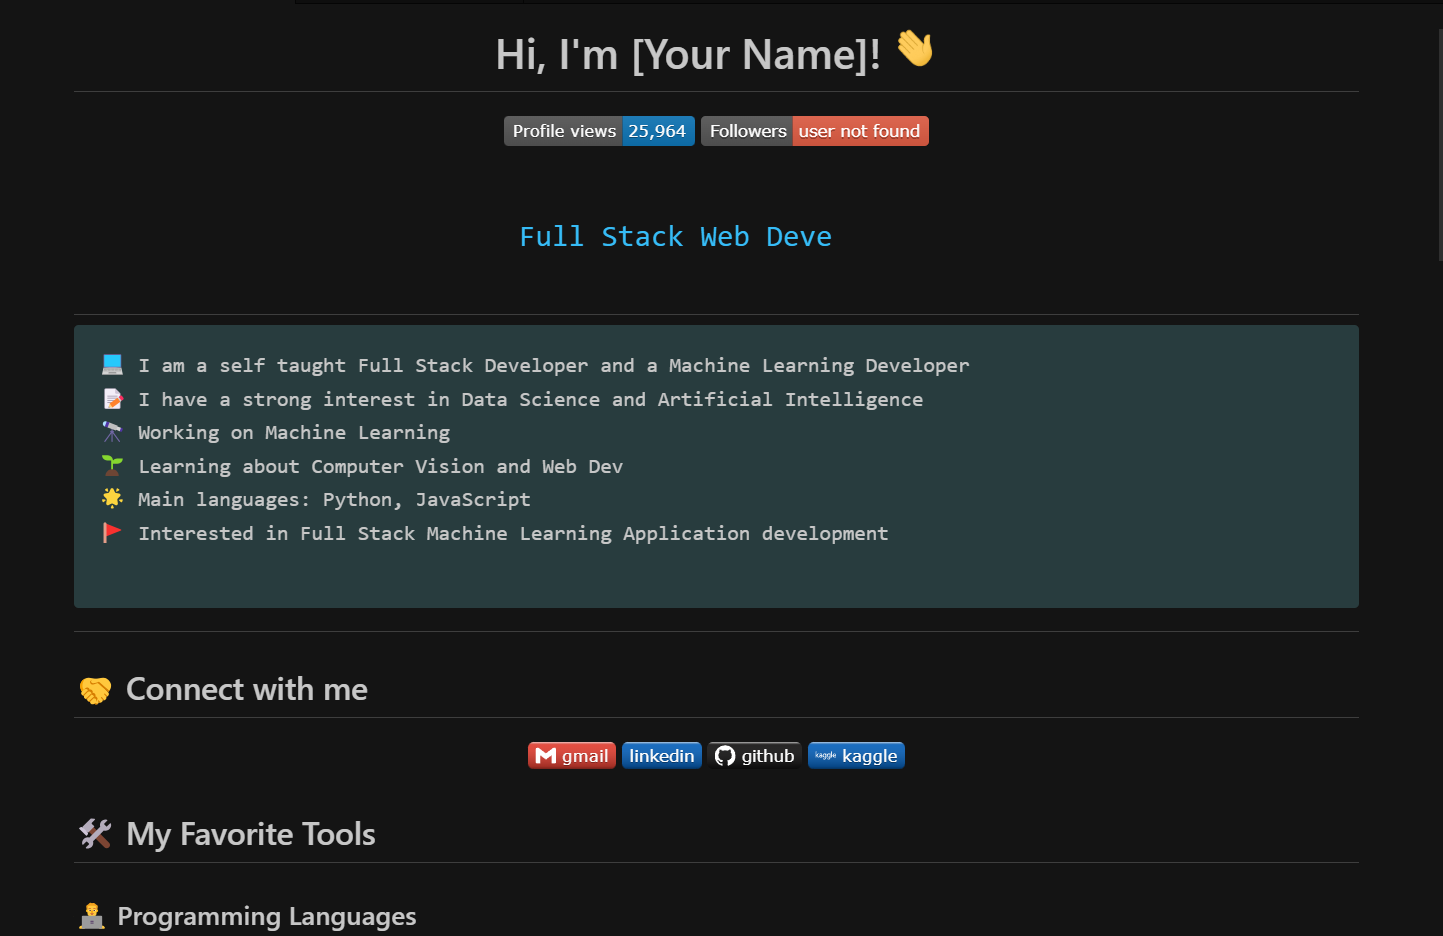 Hi, I'm [Your Name]! 👋
Profile views 25,964 Followers user not found
Full Stack Web Deve
💻 I am a self taught Full Stack Developer and a Machine Learning Developer
📝 I have a strong interest in Data Science and Artificial Intelligence
🔭 Working on Machine Learning
🌱 Learning about Computer Vision and Web Dev
🌟 Main languages: Python, JavaScript
🚩 Interested in Full Stack Machine Learning Application development
🤝 Connect with me
gmail linkedin github kaggle kaggle
🛠 My Favorite Tools
👨‍💻 Programming Languages